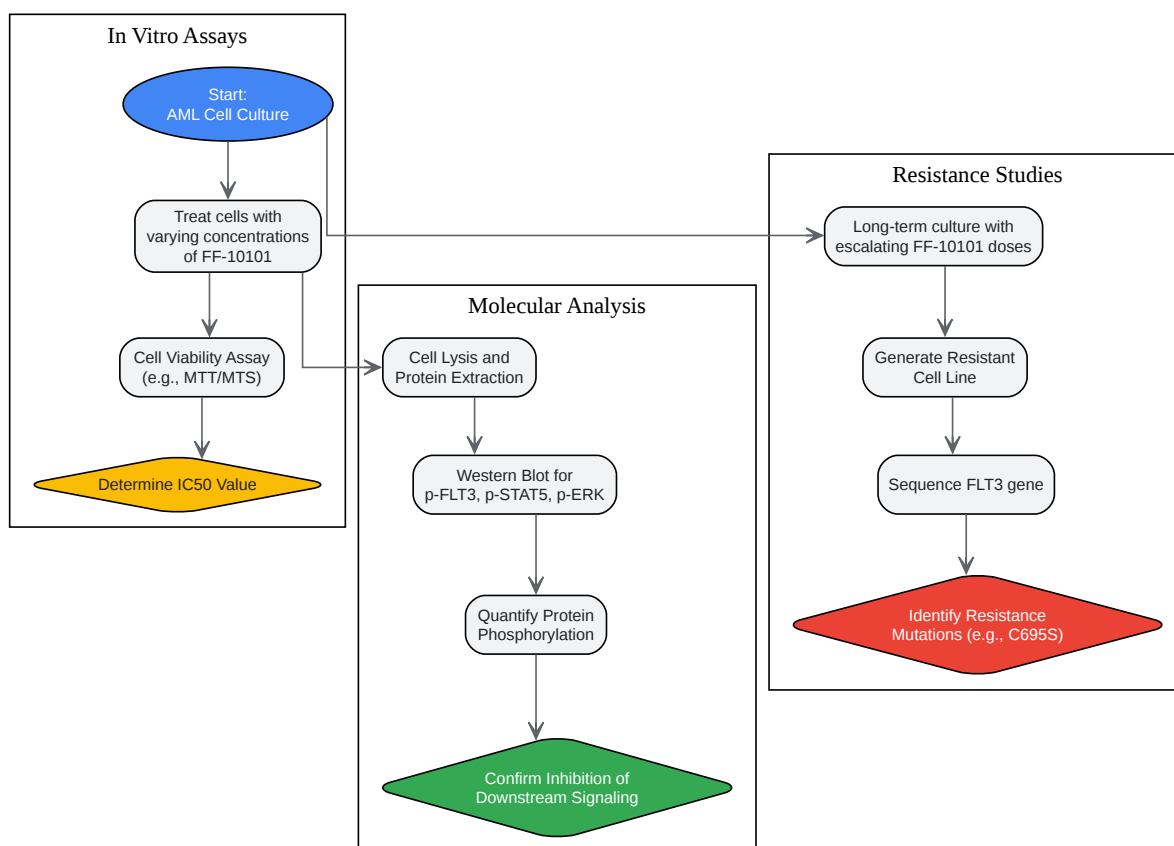 In Vitro Assays
Start:
AML Cell Culture
Treat cells with
varying concentrations
of FF-10101
Cell Viability Assay
(e.g., MTT/MTS)
Determine IC50 Value
Molecular Analysis
Cell Lysis and
Protein Extraction
Western Blot for
p-FLT3, p-STAT5, p-ERK
Quantify Protein
Phosphorylation
Confirm Inhibition of
Downstream Signaling
Resistance Studies
Long-term culture with
escalating FF-10101 doses
Generate Resistant
Cell Line
Sequence FLT3 gene
Identify Resistance
Mutations (e.g., C695S)